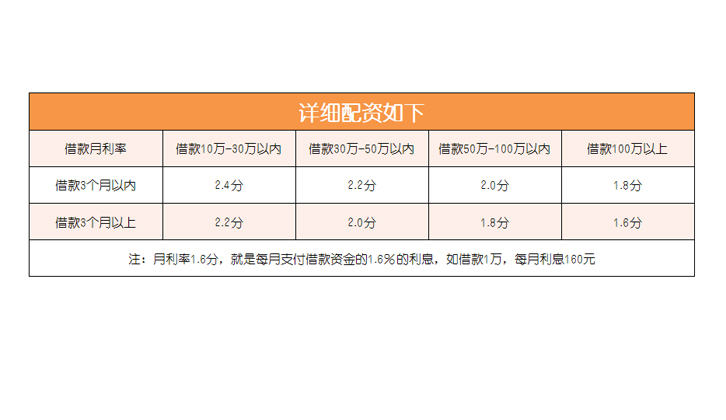 详细配资如下
借款月利率 借款10万-30万以内 借款30万-50万以内 借款50万-100万以内 借款100万以上
借款3个月以内 2.4分 2.2分 2.0分 1.8分
借款3个月以上 2.2分 2.0分 1.8分 1.6分
注：月利率1.6分，就是每月支付借款资金的1.6%的利息，如借款1万，每月利息160元